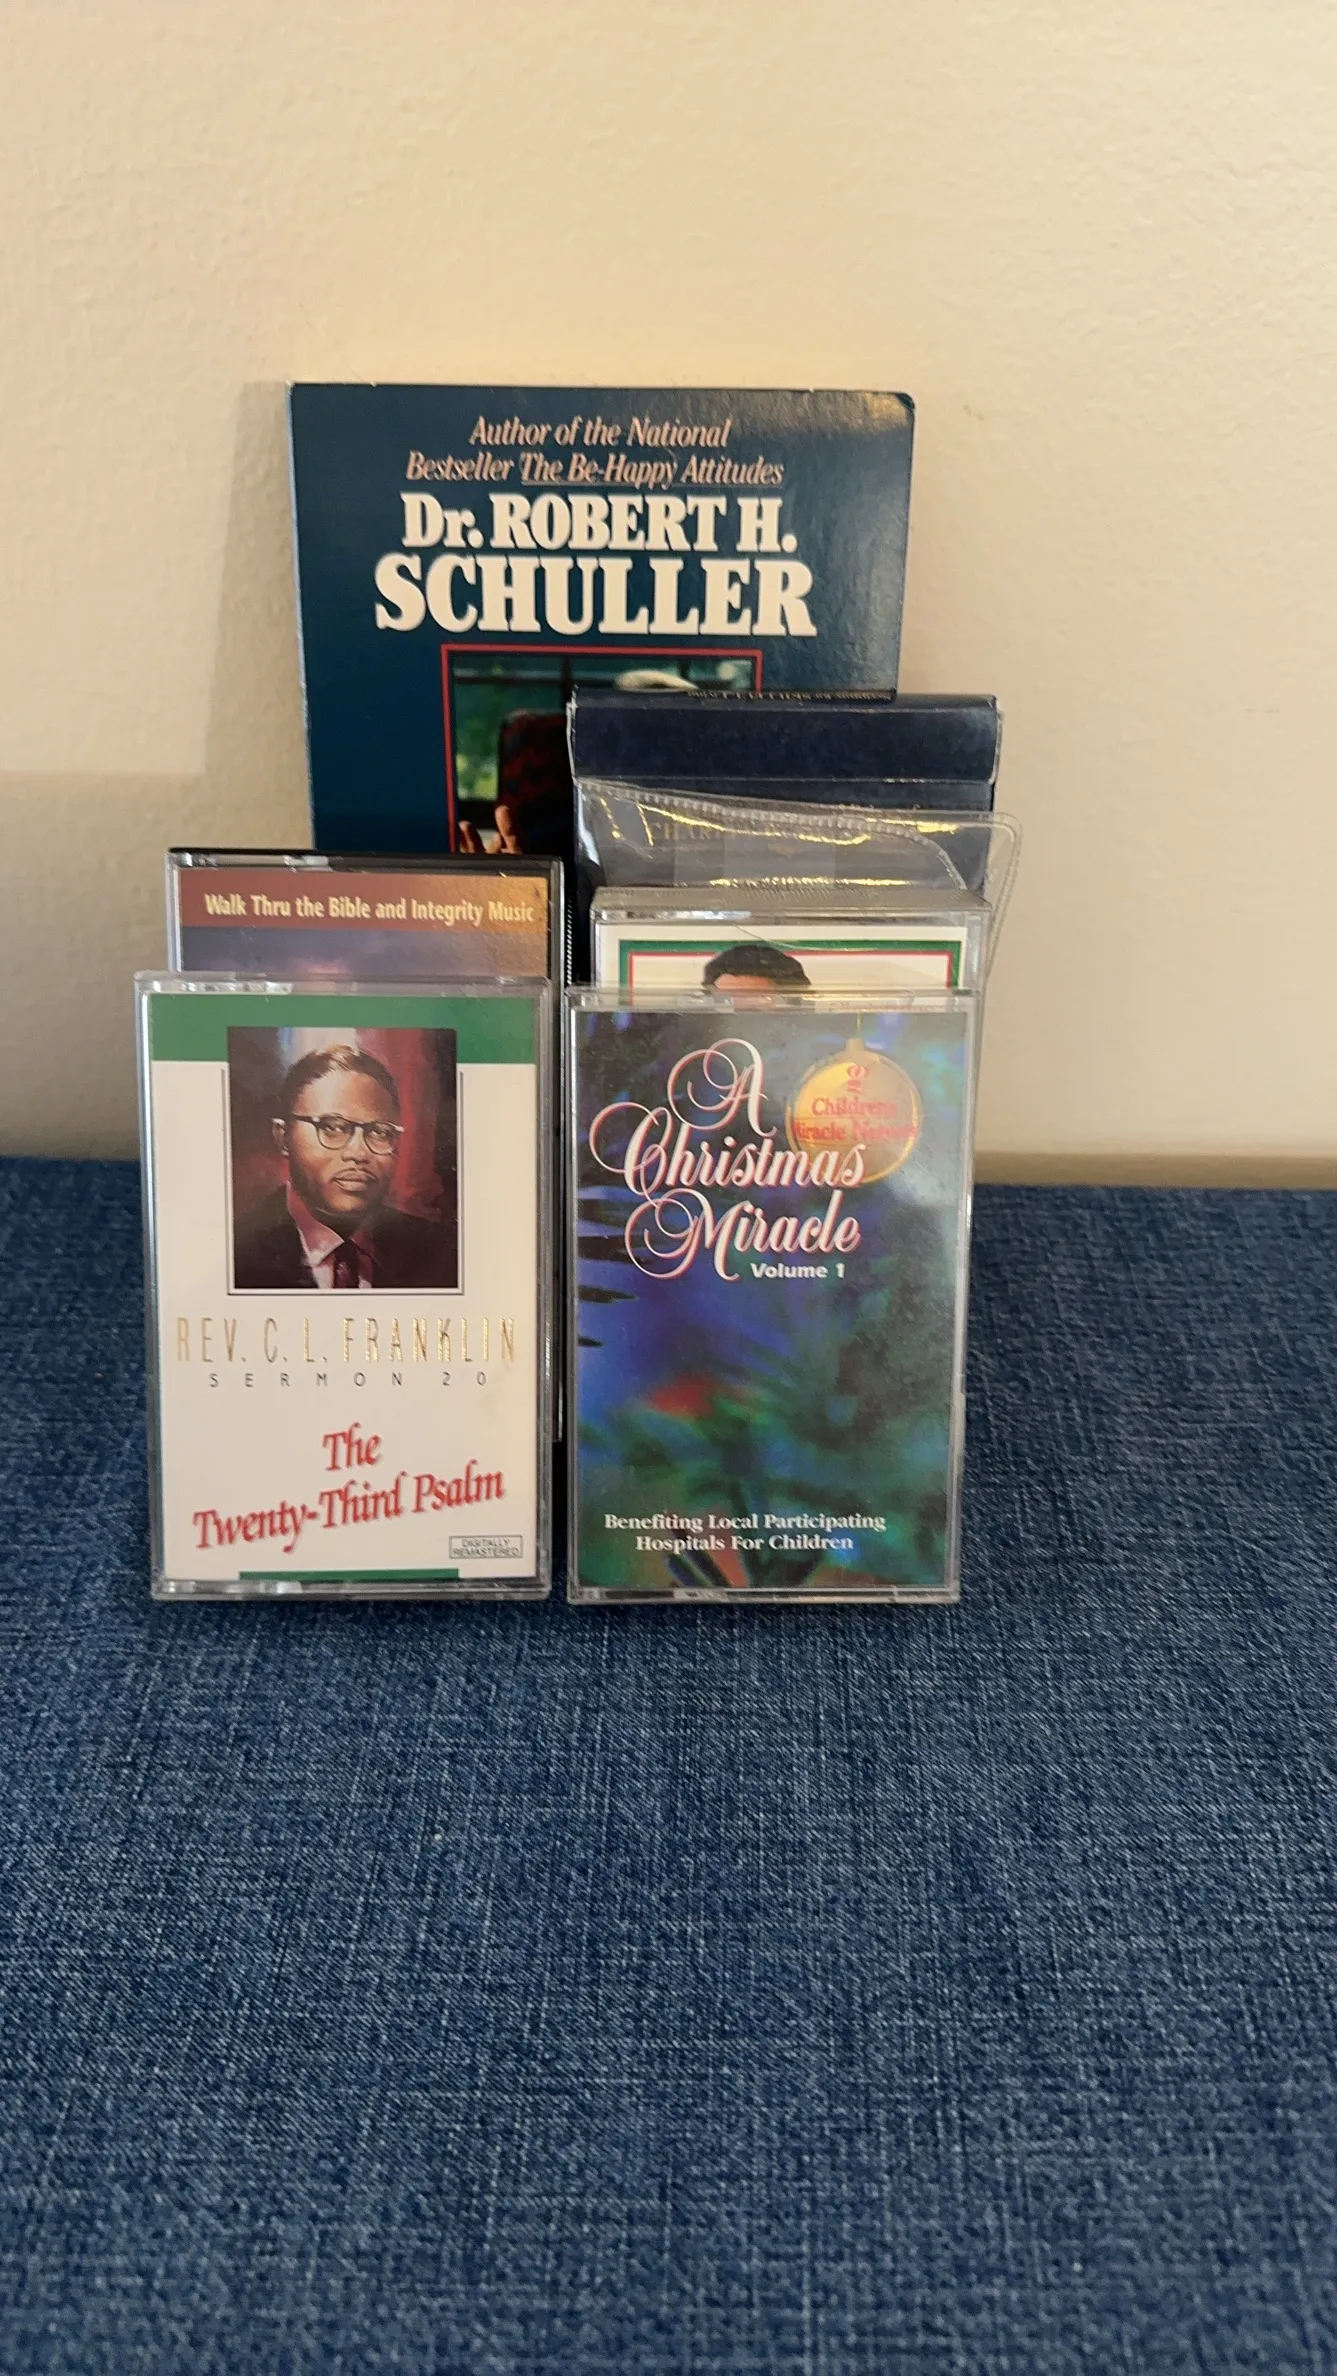 Author of the National
Bestseller The Be-Happy Attitudes
Dr. ROBERT H.
SCHULLER
Walk Thru the Bible and Integrity Music
REV. C. L. FRANKLIN
SERMON 20
The
Twenty-Third Psalm
DIGITALLY
REMASTERED
A
Christmas
Miracle
Volume 1
Childrens
Miracle
Benefiting Local Participating
Hospitals For Children